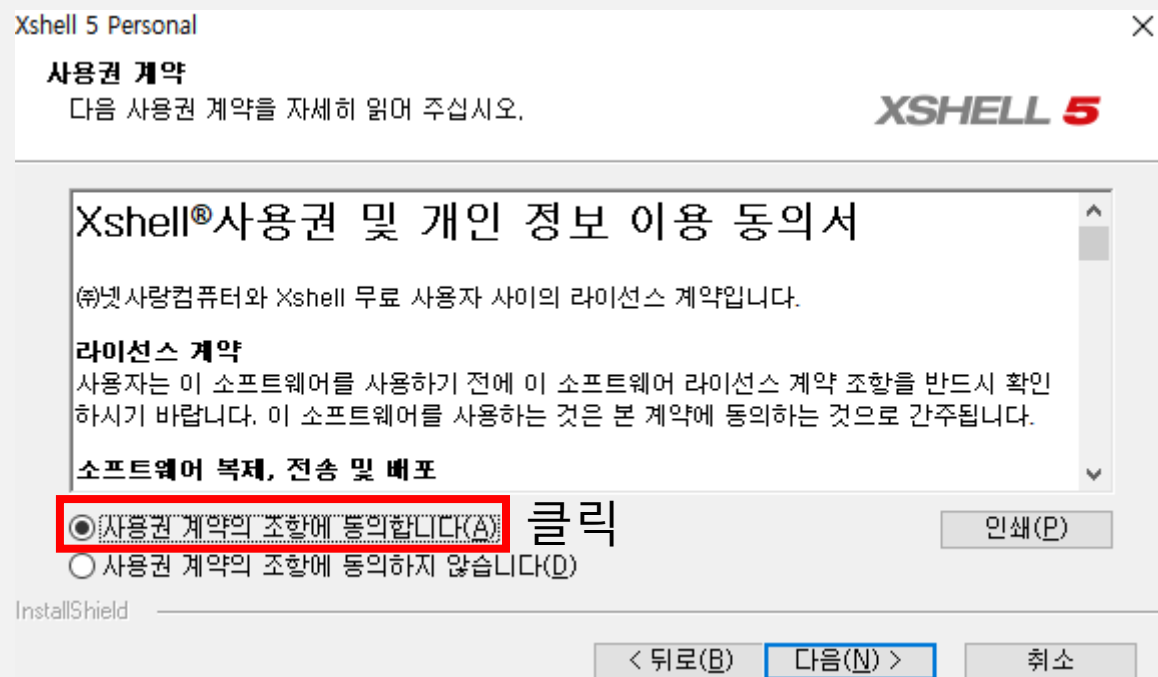 Xshell 5 Personal
사용권 계약
다음 사용권 계약을 자세히 읽어 주십시오.
XSHELL 5
Xshell®사용권 및 개인 정보 이용 동의서
㈜넷사랑컴퓨터와 Xshell 무료 사용자 사이의 라이선스 계약입니다.
라이선스 계약
사용자는 이 소프트웨어를 사용하기 전에 이 소프트웨어 라이선스 계약 조항을 반드시 확인
하시기 바랍니다. 이 소프트웨어를 사용하는 것은 본 계약에 동의하는 것으로 간주됩니다.
소프트웨어 복제, 전송 및 배포
사용권 계약의 조항에 동의합니다(A) 클릭
인쇄(P)
사용권 계약의 조항에 동의하지 않습니다(D)
InstallShield
< 뒤로(B) 다음(N) > 취소